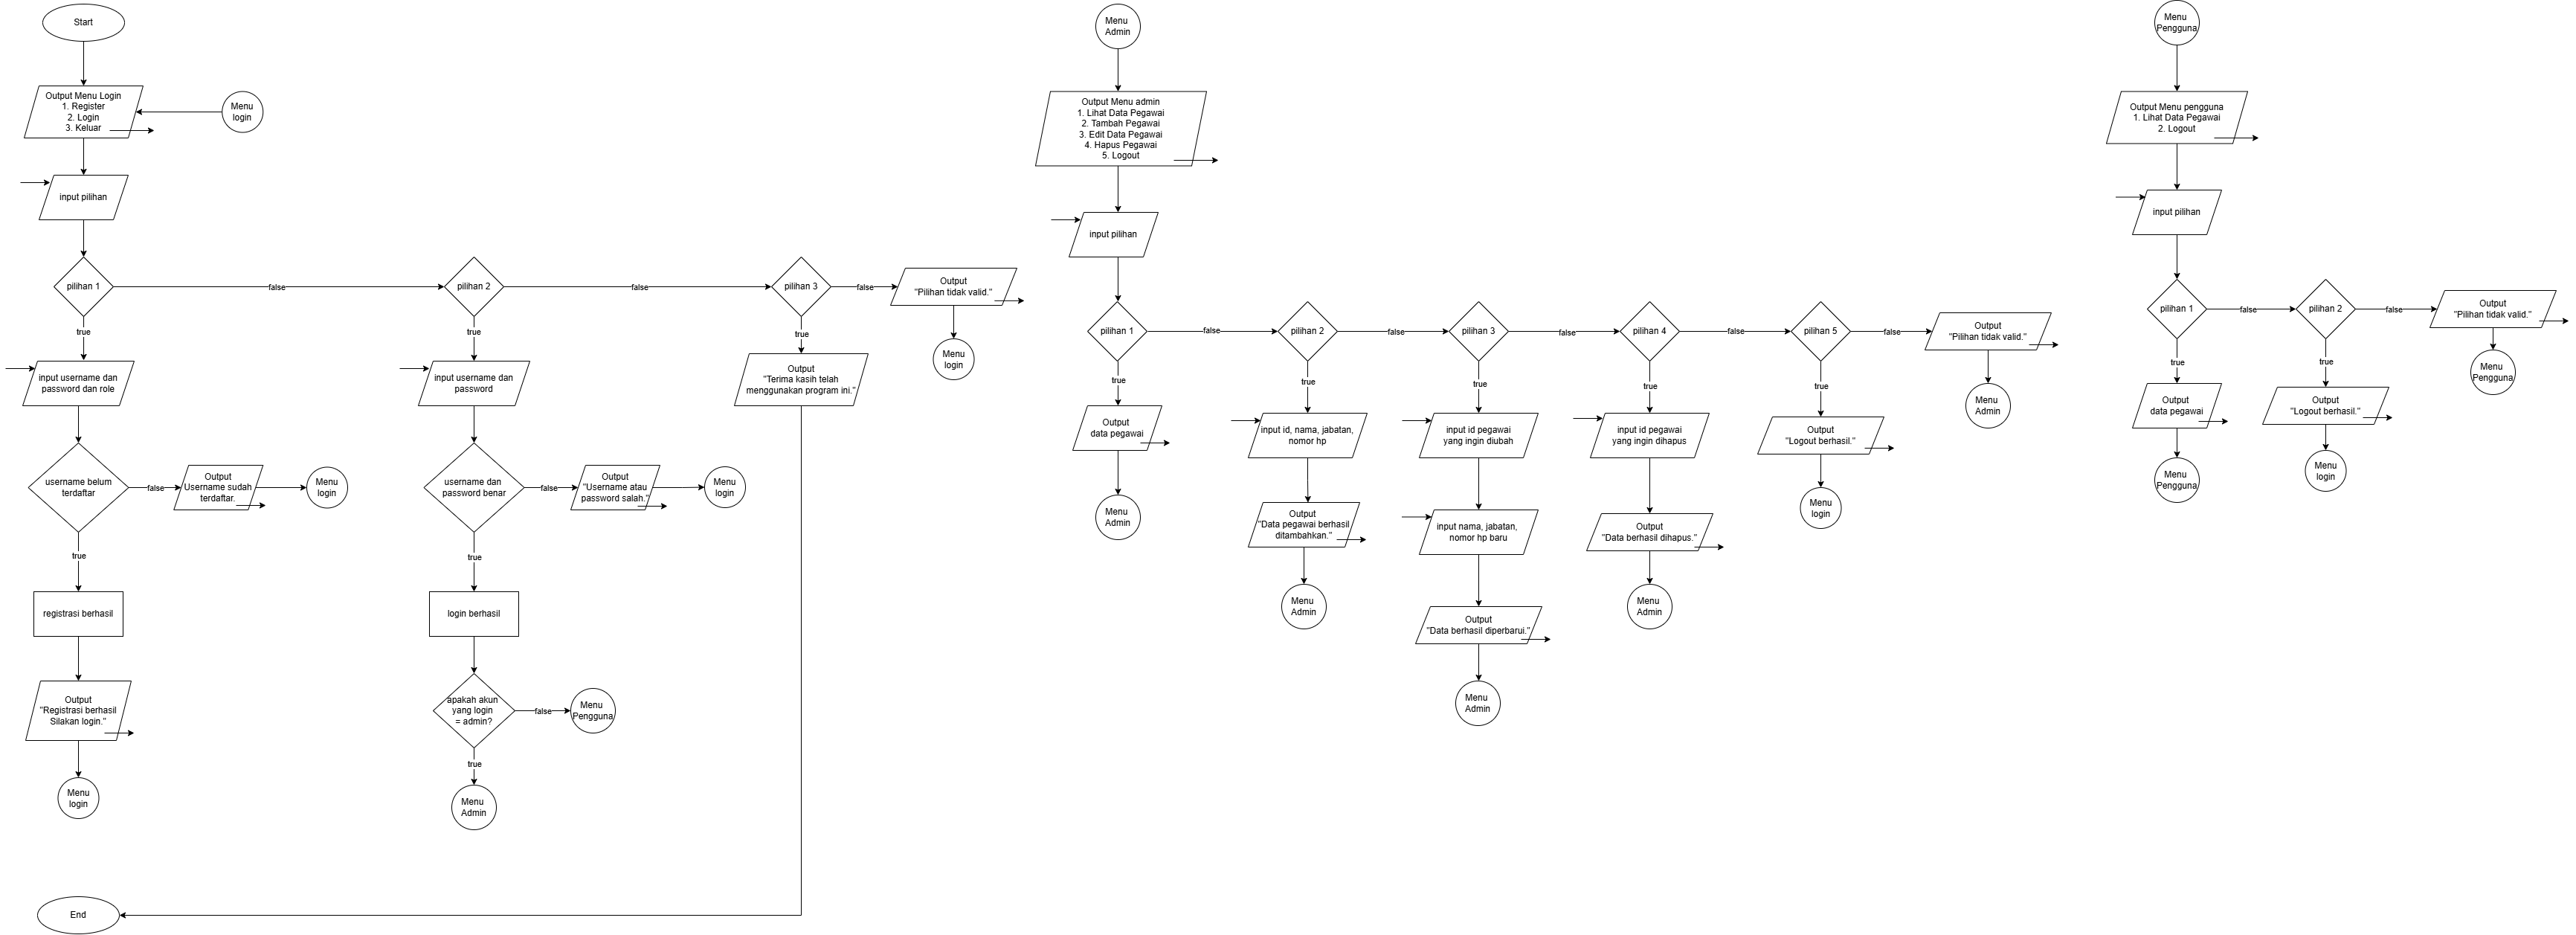 Start
Output Menu Login
1. Register
2. Login
3. Keluar
Menu
login
input pilihan
pilihan 1
false
pilihan 2
false
pilihan 3
false
Output
"Pilihan tidak valid."
Menu
login
true
true
true
input username dan
password dan role
input username dan
password
Output
"Terima kasih telah
menggunakan program ini."
username belum
terdaftar
false
Output
Username sudah
terdaftar.
Menu
login
username dan
password benar
false
Output
"Username atau
password salah."
Menu
login
true
true
registrasi berhasil
login berhasil
Output
"Registrasi berhasil
Silakan login."
apakah akun
yang login
= admin?
false
Menu
Pengguna
true
Menu
login
Menu
Admin
End
Menu
Admin
Output Menu admin
1. Lihat Data Pegawai
2. Tambah Pegawai
3. Edit Data Pegawai
4. Hapus Pegawai
5. Logout
input pilihan
pilihan 1
false
pilihan 2
false
pilihan 3
false
pilihan 4
false
pilihan 5
false
Output
"Pilihan tidak valid."
Menu
Admin
true
true
true
true
true
Output
data pegawai
Menu
Admin
input id, nama, jabatan,
nomor hp
Output
"Data pegawai berhasil
ditambahkan."
Menu
Admin
input id pegawai
yang ingin diubah
input nama, jabatan,
nomor hp baru
Output
"Data berhasil diperbarui."
Menu
Admin
input id pegawai
yang ingin dihapus
Output
"Data berhasil dihapus."
Menu
Admin
Output
"Logout berhasil."
Menu
login
Menu
Pengguna
Output Menu pengguna
1. Lihat Data Pegawai
2. Logout
input pilihan
pilihan 1
false
pilihan 2
false
Output
"Pilihan tidak valid."
Menu
Pengguna
true
true
Output
data pegawai
Menu
Pengguna
Output
"Logout berhasil."
Menu
login